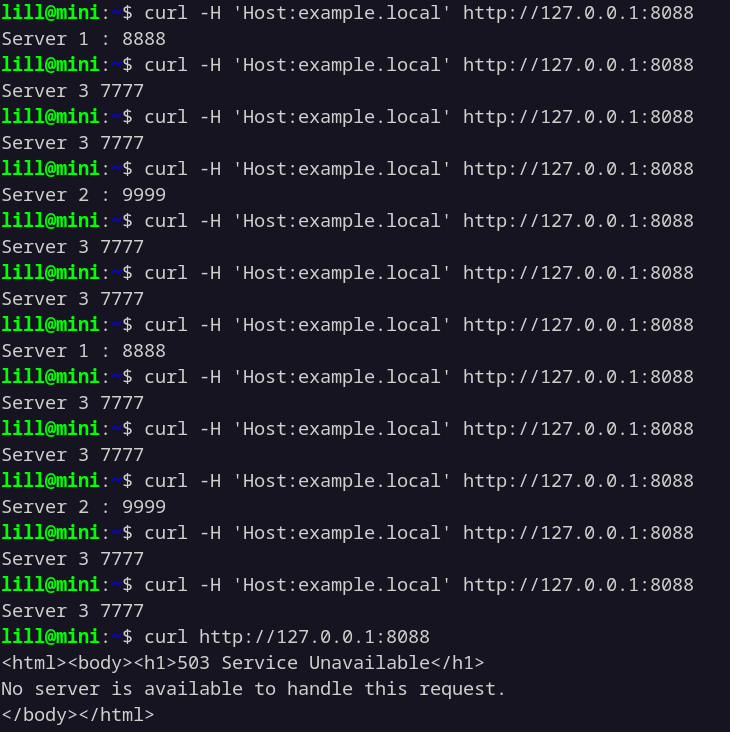 lill@mini:~$ curl -H 'Host:example.local' http://127.0.0.1:8088
Server 1 : 8888
lill@mini:~$ curl -H 'Host:example.local' http://127.0.0.1:8088
Server 3 7777
lill@mini:~$ curl -H 'Host:example.local' http://127.0.0.1:8088
Server 3 7777
lill@mini:~$ curl -H 'Host:example.local' http://127.0.0.1:8088
Server 2 : 9999
lill@mini:~$ curl -H 'Host:example.local' http://127.0.0.1:8088
Server 3 7777
lill@mini:~$ curl -H 'Host:example.local' http://127.0.0.1:8088
Server 3 7777
lill@mini:~$ curl -H 'Host:example.local' http://127.0.0.1:8088
Server 1 : 8888
lill@mini:~$ curl -H 'Host:example.local' http://127.0.0.1:8088
Server 3 7777
lill@mini:~$ curl -H 'Host:example.local' http://127.0.0.1:8088
Server 3 7777
lill@mini:~$ curl -H 'Host:example.local' http://127.0.0.1:8088
Server 2 : 9999
lill@mini:~$ curl -H 'Host:example.local' http://127.0.0.1:8088
Server 3 7777
lill@mini:~$ curl -H 'Host:example.local' http://127.0.0.1:8088
Server 3 7777
lill@mini:~$ curl http://127.0.0.1:8088
<html><body><h1>503 Service Unavailable</h1>
No server is available to handle this request.
</body></html>